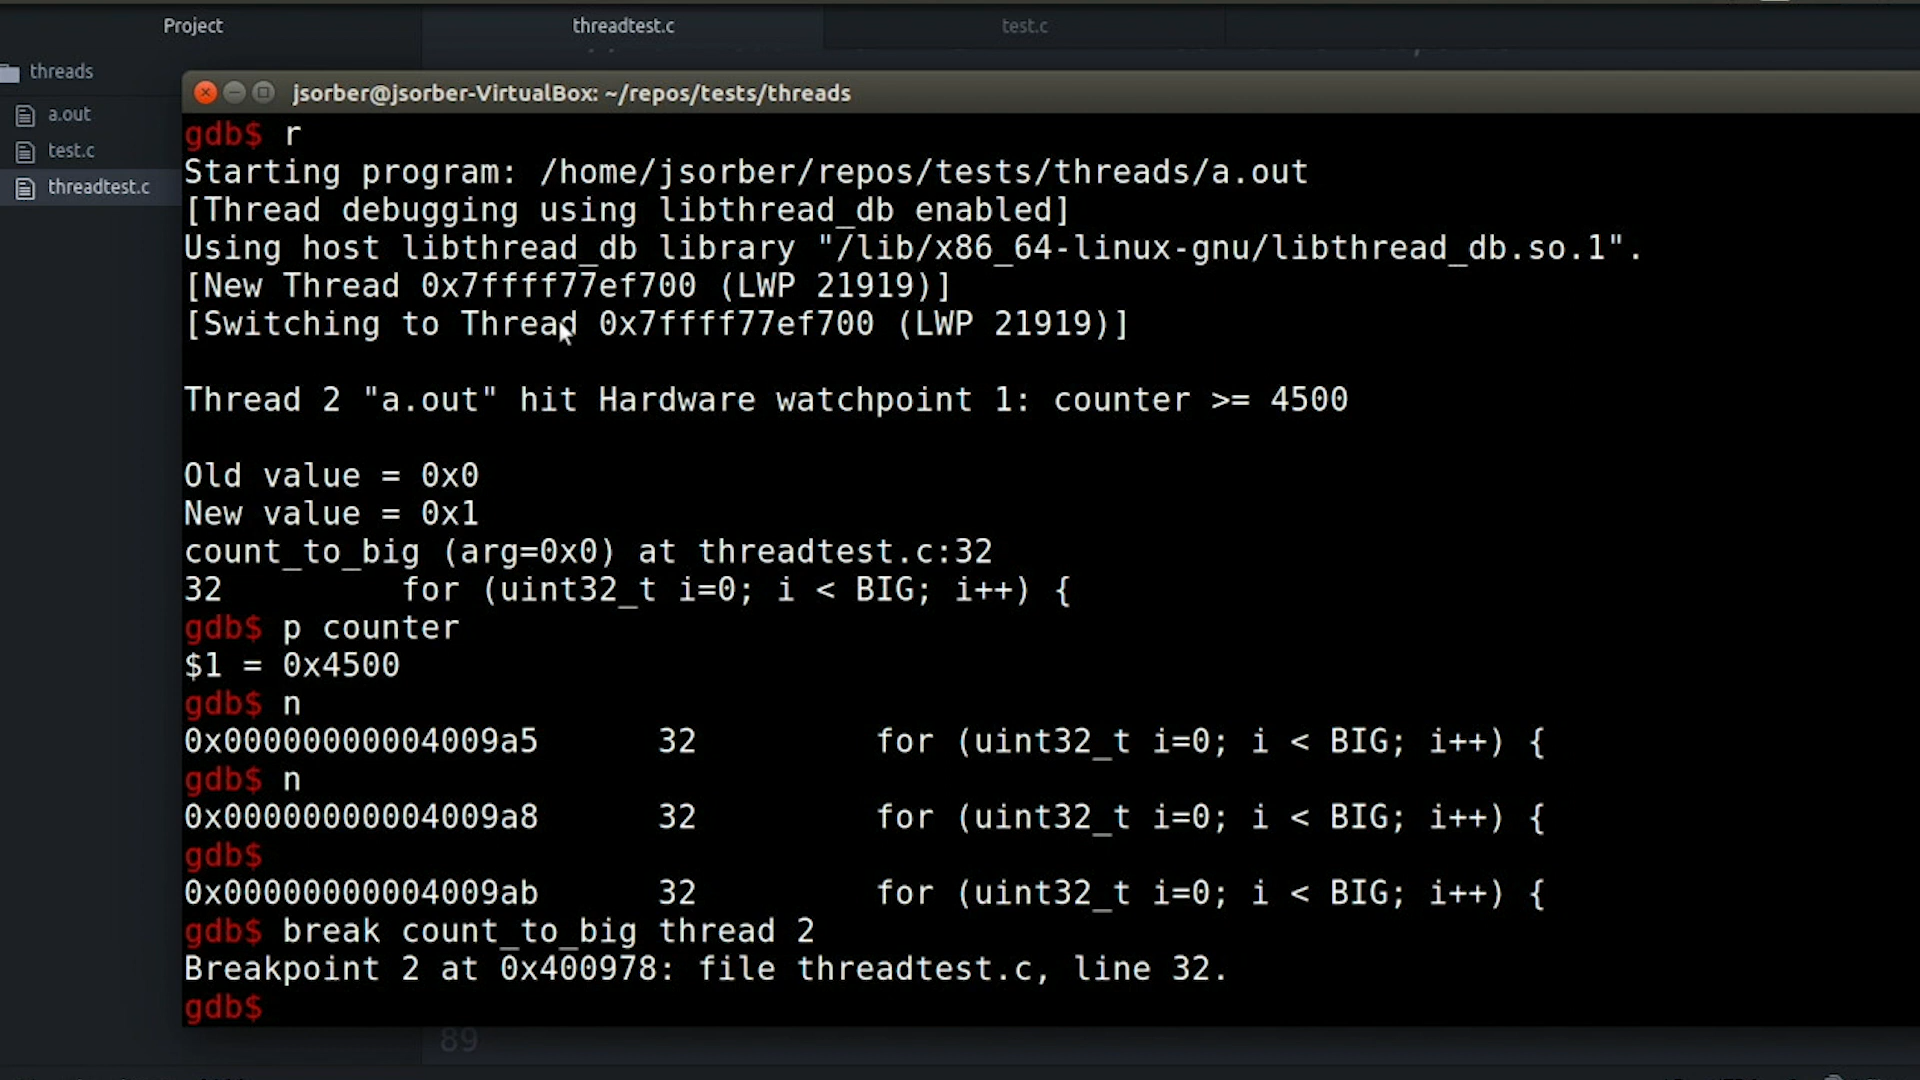 Project
threadtest.c
test.c
threads
a.out
test.c
threadtest.c
jsorber@jsorber-VirtualBox: ~/repos/tests/threads
gdb$ r
Starting program: /home/jsorber/repos/tests/threads/a.out
[Thread debugging using libthread_db enabled]
Using host libthread_db library "/lib/x86_64-linux-gnu/libthread_db.so.1".
[New Thread 0x7ffff77ef700 (LWP 21919)]
[Switching to Thread 0x7ffff77ef700 (LWP 21919)]
Thread 2 "a.out" hit Hardware watchpoint 1: counter >= 4500
Old value = 0x0
New value = 0x1
count_to_big (arg=0x0) at threadtest.c:32
32 for (uint32_t i=0; i < BIG; i++) {
gdb$ p counter
$1 = 0x4500
gdb$ n
0x00000000004009a5 32 for (uint32_t i=0; i < BIG; i++) {
gdb$ n
0x00000000004009a8 32 for (uint32_t i=0; i < BIG; i++) {
gdb$
0x00000000004009ab 32 for (uint32_t i=0; i < BIG; i++) {
gdb$ break count_to_big thread 2
Breakpoint 2 at 0x400978: file threadtest.c, line 32.
gdb$
89